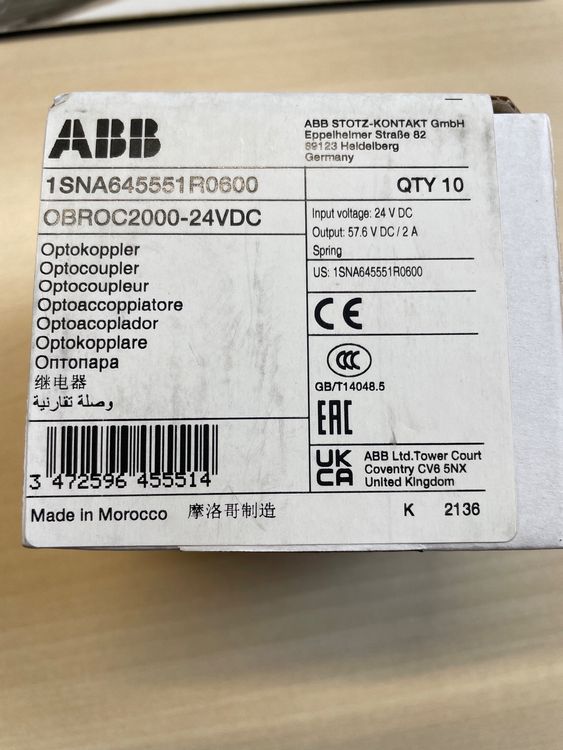 ABB
ABB STOTZ-KONTAKT GmbH
Eppelheimer Straße 82
69123 Heidelberg
Germany
1SNA645551R0600
QTY 10
OBROC2000-24VDC
Input voltage: 24 V DC
Output: 57.6 V DC / 2 A
Spring
US: 1SNA645551R0600
Optokoppler
Optocoupler
Optocoupleur
Optoaccoppiatore
Optoacoplador
Optokopplare
Оптопара
继电器
وصلة تقارنية
CE
CCC
GB/T14048.5
EAC
UK
CA
ABB Ltd.Tower Court
Coventry CV6 5NX
United Kingdom
3 472596 455514
Made in Morocco 摩洛哥制造
K 2136